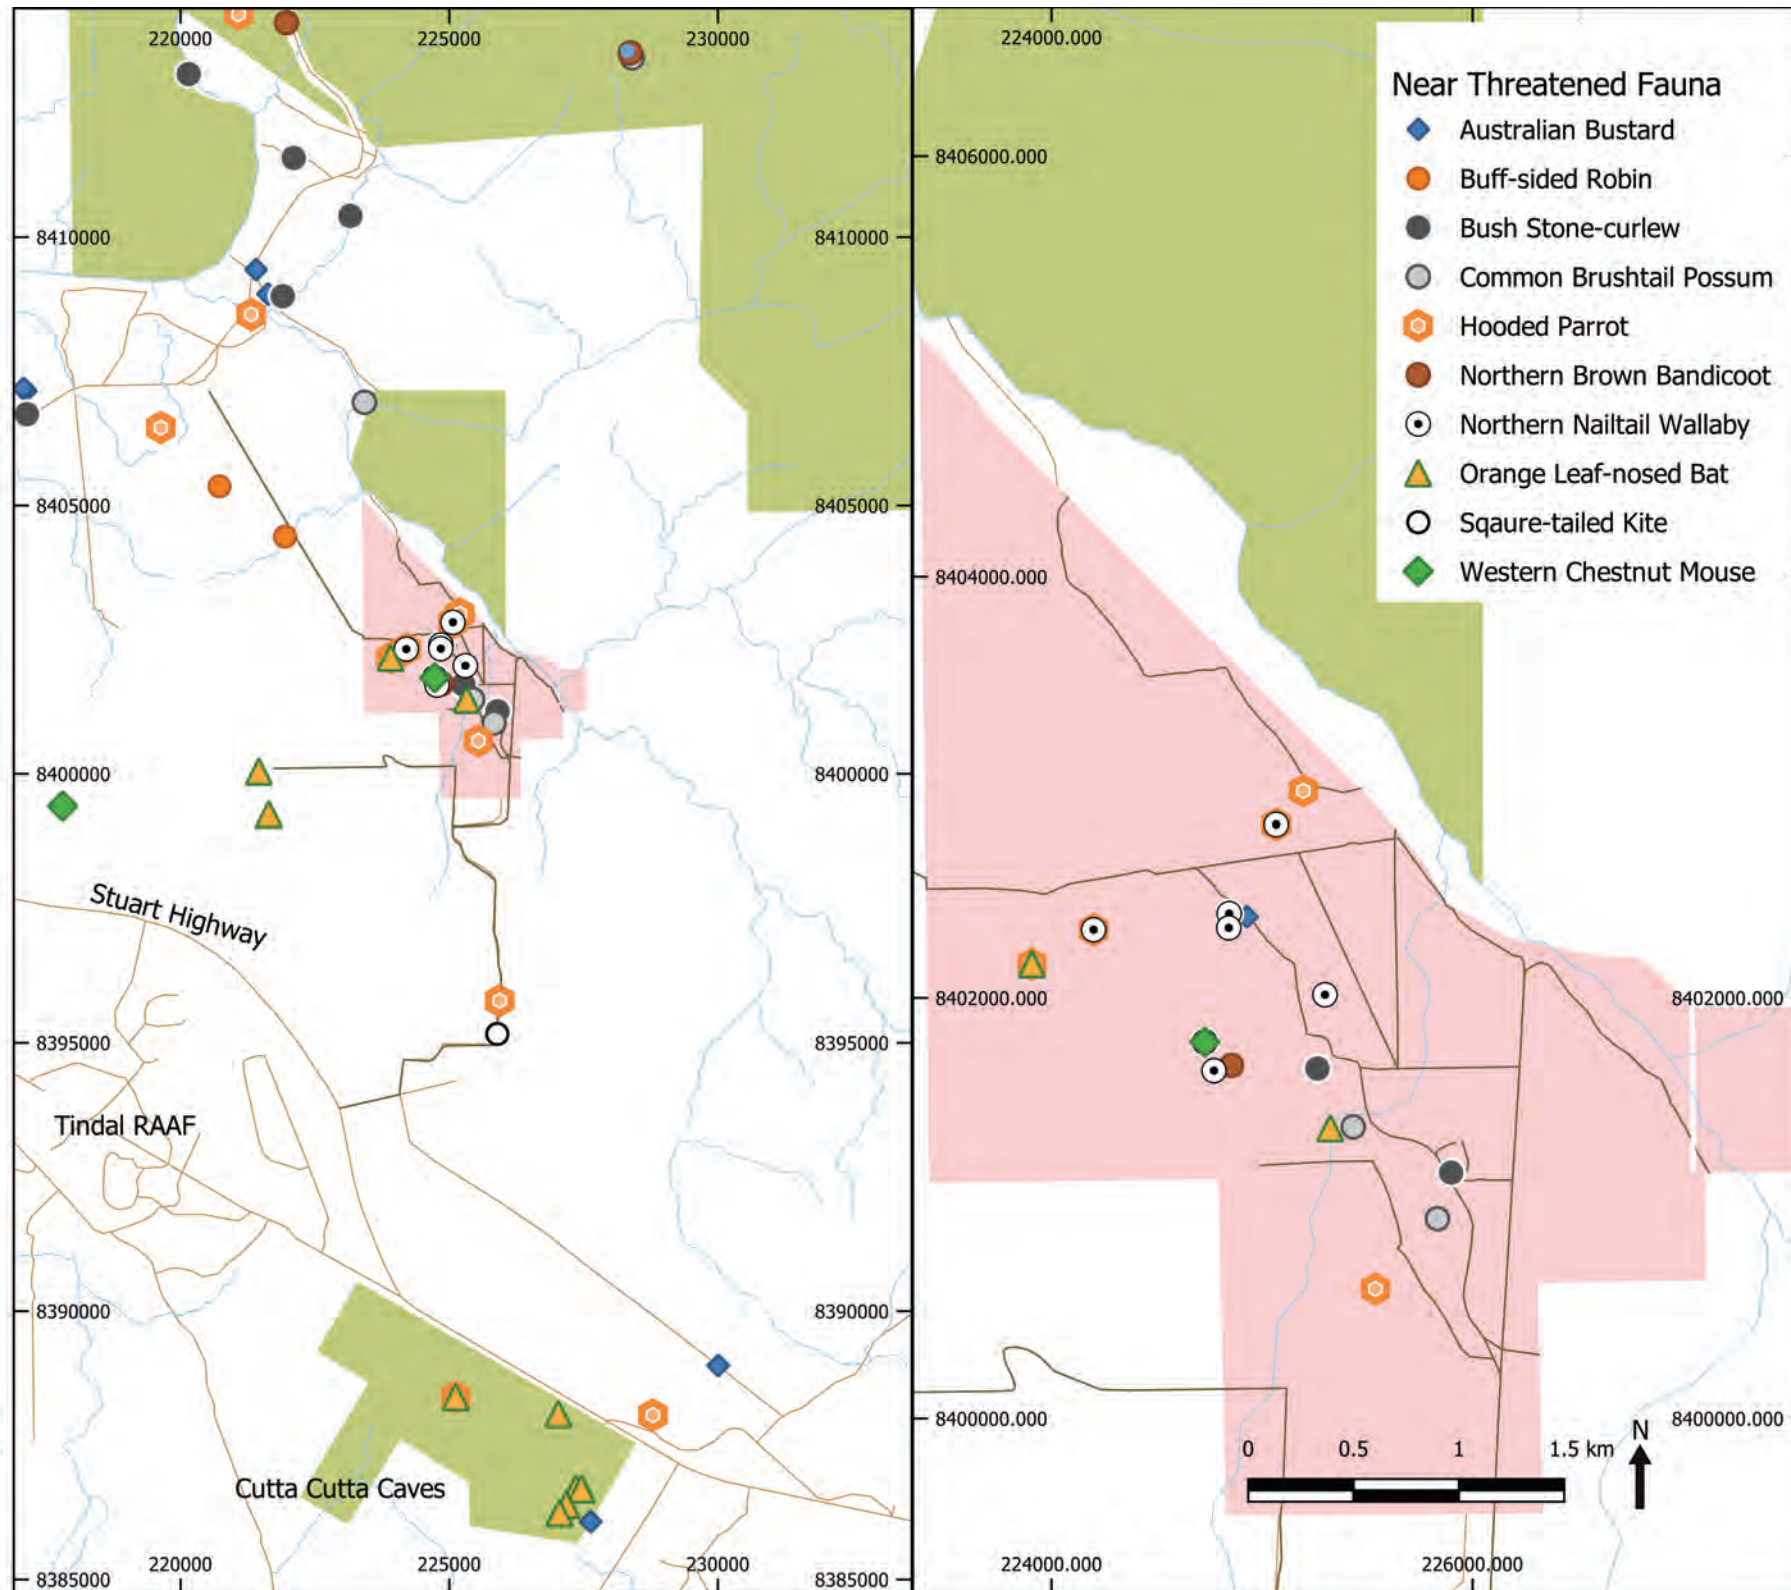 220000
225000
230000
224000.000
Near Threatened Fauna
Australian Bustard
Buff-sided Robin
Bush Stone-curlew
Common Brushtail Possum
Hooded Parrot
Northern Brown Bandicoot
Northern Nailtail Wallaby
Orange Leaf-nosed Bat
Sqaure-tailed Kite
Western Chestnut Mouse
8410000
8410000
8405000
8405000
8400000
8400000
8395000
8395000
8390000
8390000
8385000
8385000
Stuart Highway
Tindal RAAF
Cutta Cutta Caves
220000
225000
230000
8406000.000
8404000.000
8402000.000
8402000.000
8400000.000
8400000.000
0 0.5 1 1.5 km
N
224000.000
226000.000